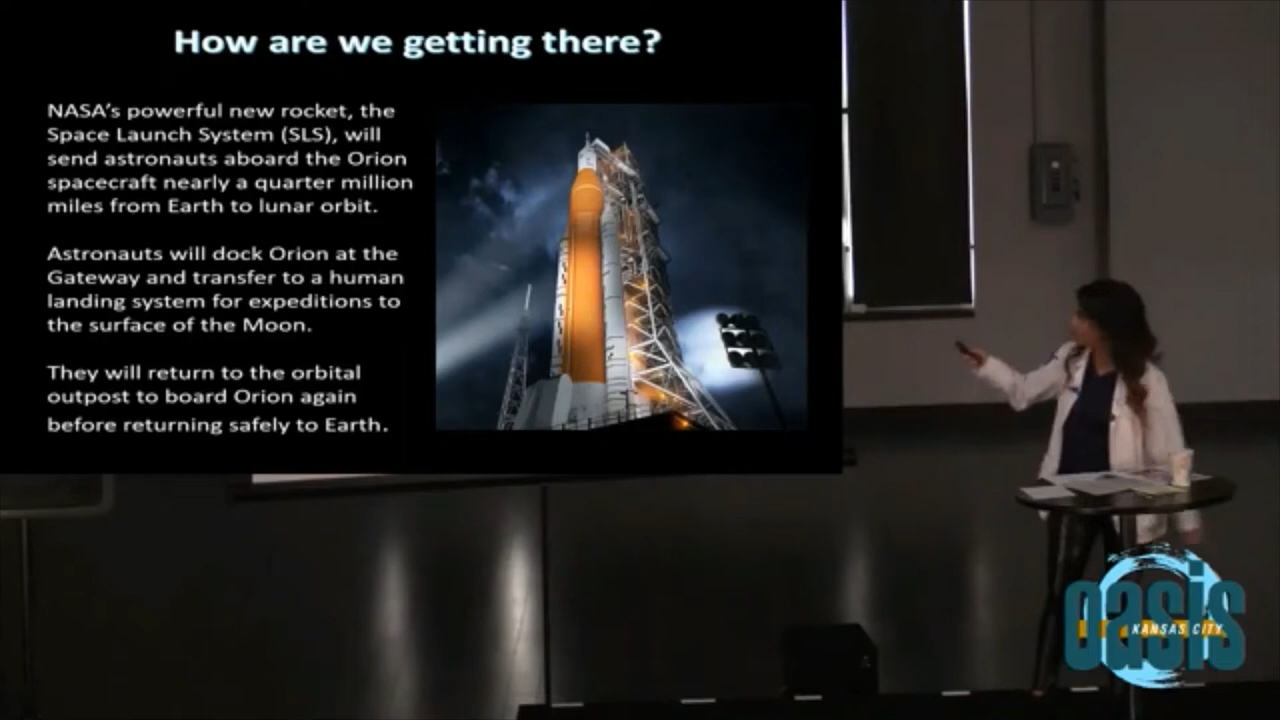 How are we getting there?
NASA's powerful new rocket, the
Space Launch System (SLS), will
send astronauts aboard the Orion
spacecraft nearly a quarter million
miles from Earth to lunar orbit.
Astronauts will dock Orion at the
Gateway and transfer to a human
landing system for expeditions to
the surface of the Moon.
They will return to the orbital
outpost to board Orion again
before returning safely to Earth.
oasis
KANSAS CITY